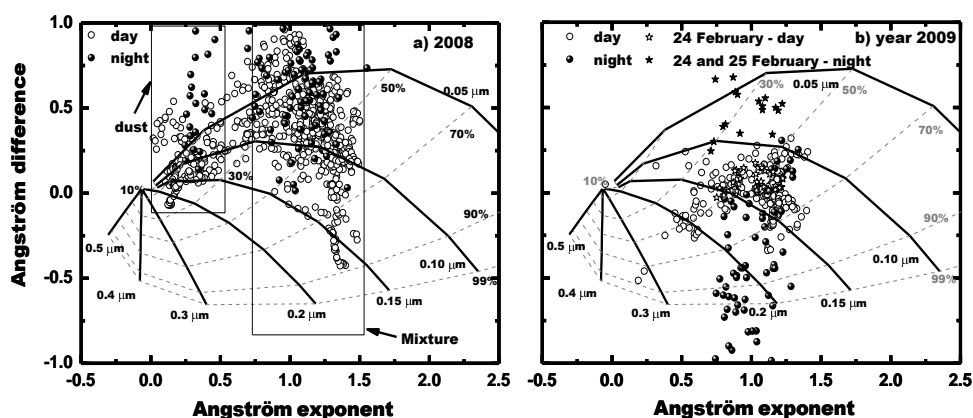 Angström difference
1.0
0.5
0.0
-0.5
-1.0
day
night
a) 2008
dust
10%
30%
50%
70%
90%
99%
0.05 μm
0.10 μm
0.15 μm
0.2 μm
0.3 μm
0.4 μm
0.5 μm
Mixture
-0.5 0.0 0.5 1.0 1.5 2.0 2.5
Angström exponent
day 24 February - day b) year 2009
night 24 and 25 February - night
10%
30%
50%
70%
90%
99%
0.05 μm
0.10 μm
0.15 μm
0.2 μm
0.3 μm
0.4 μm
0.5 μm
-0.5 0.0 0.5 1.0 1.5 2.0 2.5
Angström exponent